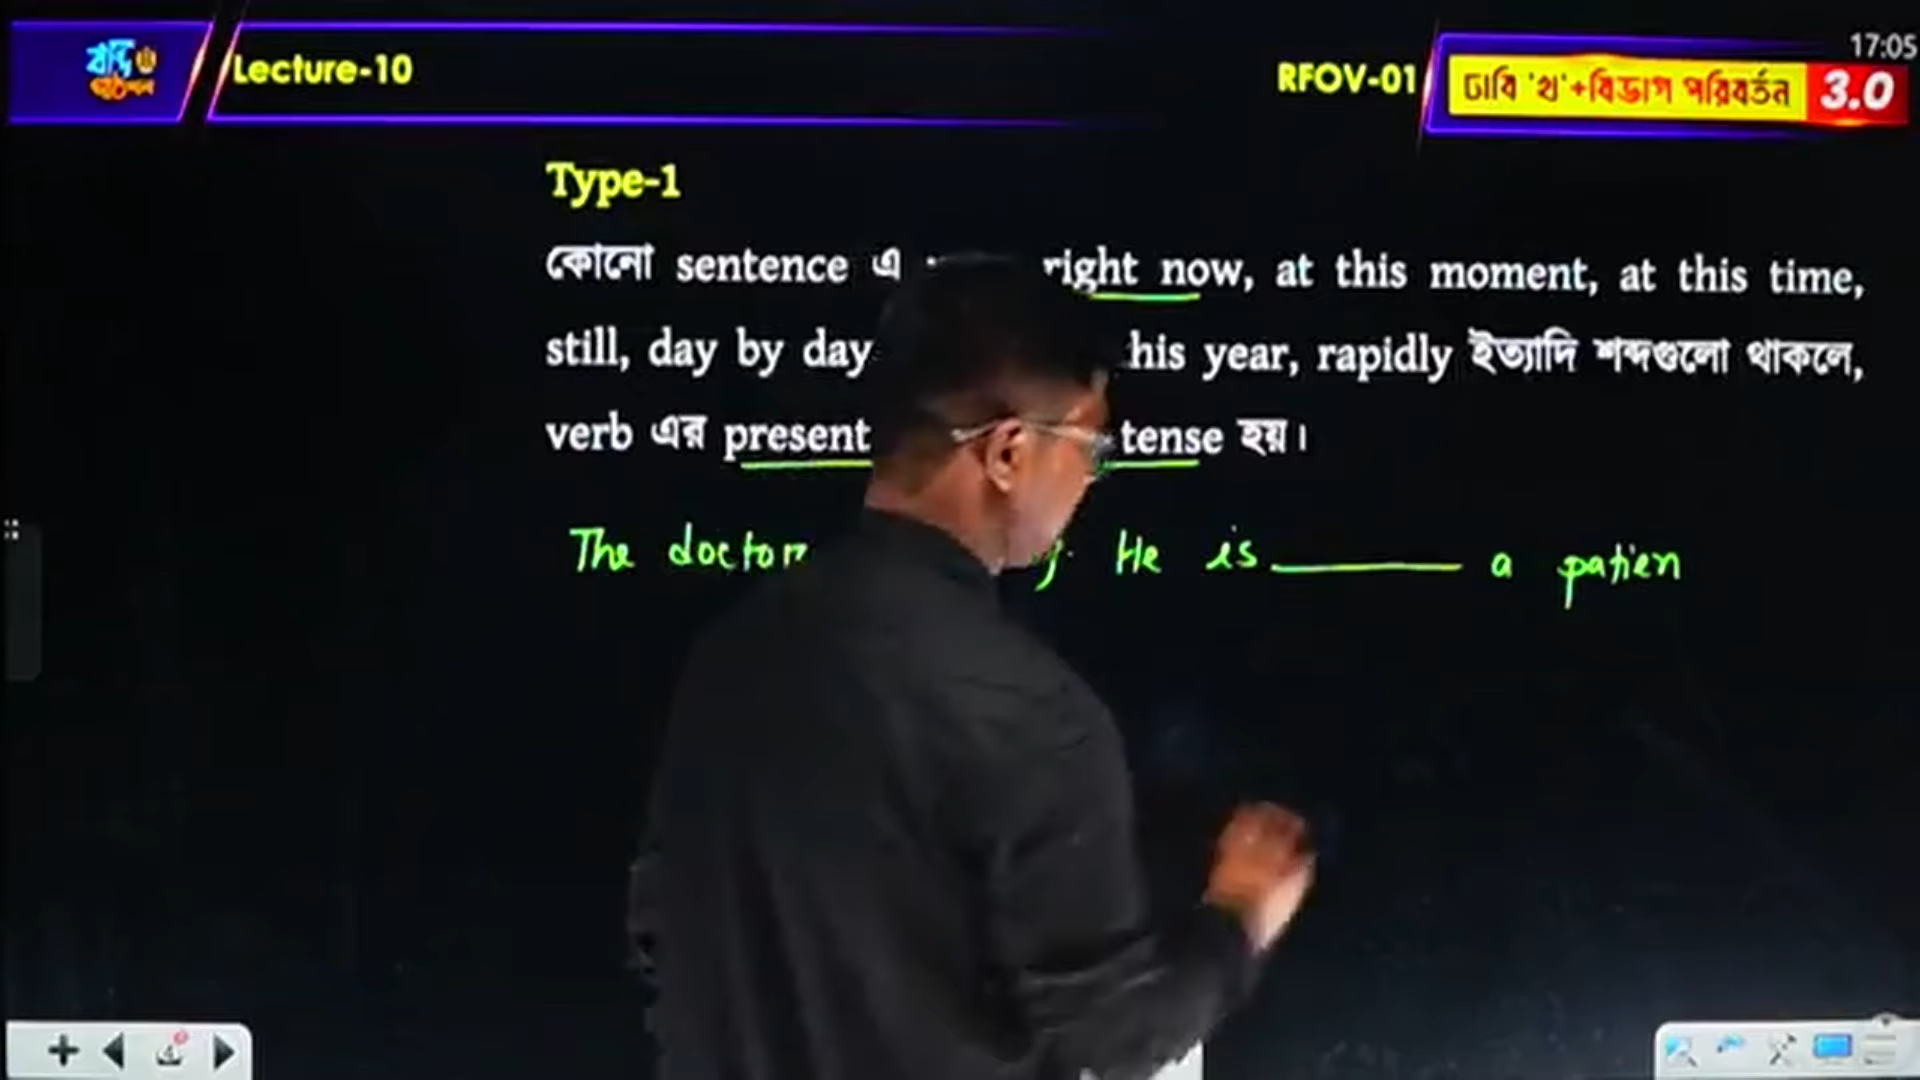 Lecture-10
RFOV-01
17:05
ঢাবি 'খ'+বিভাগ পরিবর্তন 3.0
Type-1
কোনো sentence এ right now, at this moment, at this time,
still, day by day his year, rapidly ইত্যাদি শব্দগুলো থাকলে,
verb এর present tense হয়।
The doctor He is a patien